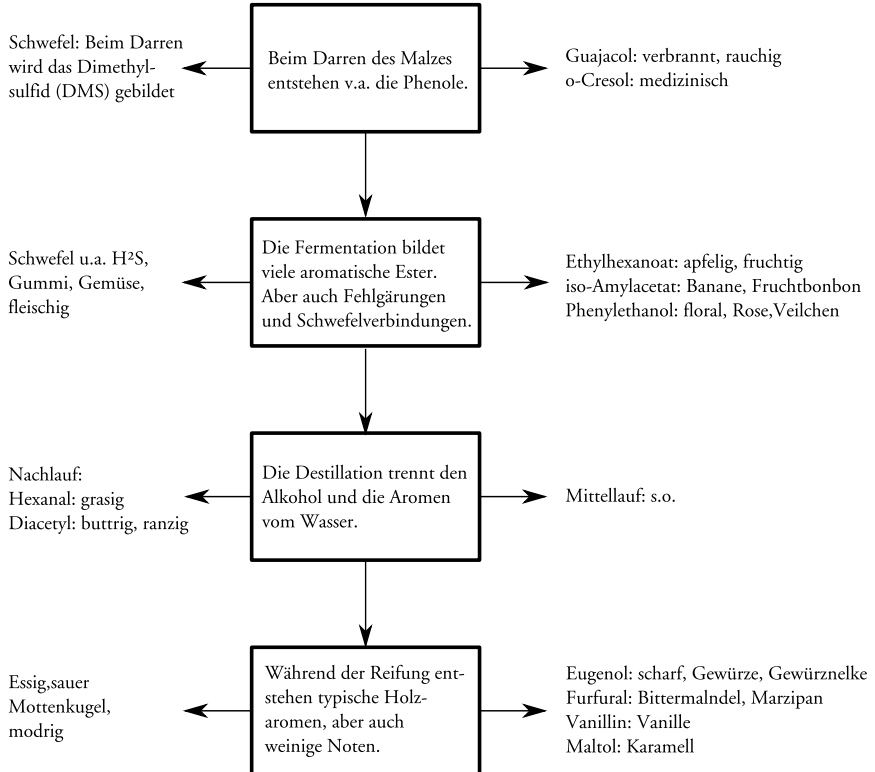 Schwefel: Beim Darren
wird das Dimethyl-
sulfid (DMS) gebildet
Beim Darren des Malzes
entstehen v.a. die Phenole.
Guajacol: verbrannt, rauchig
o-Cresol: medizinisch
Schwefel u.a. H²S,
Gummi, Gemüse,
fleischig
Die Fermentation bildet
viele aromatische Ester.
Aber auch Fehlgärungen
und Schwefelverbindungen.
Ethylhexanoat: apfelig, fruchtig
iso-Amylacetat: Banane, Fruchtbonbon
Phenylethanol: floral, Rose,Veilchen
Nachlauf:
Hexanal: grasig
Diacetyl: buttrig, ranzig
Die Destillation trennt den
Alkohol und die Aromen
vom Wasser.
Mittellauf: s.o.
Essig,sauer
Mottenkugel,
modrig
Während der Reifung ent-
stehen typische Holz-
aromen, aber auch
weinige Noten.
Eugenol: scharf, Gewürze, Gewürznelke
Furfural: Bittermalndel, Marzipan
Vanillin: Vanille
Maltol: Karamell